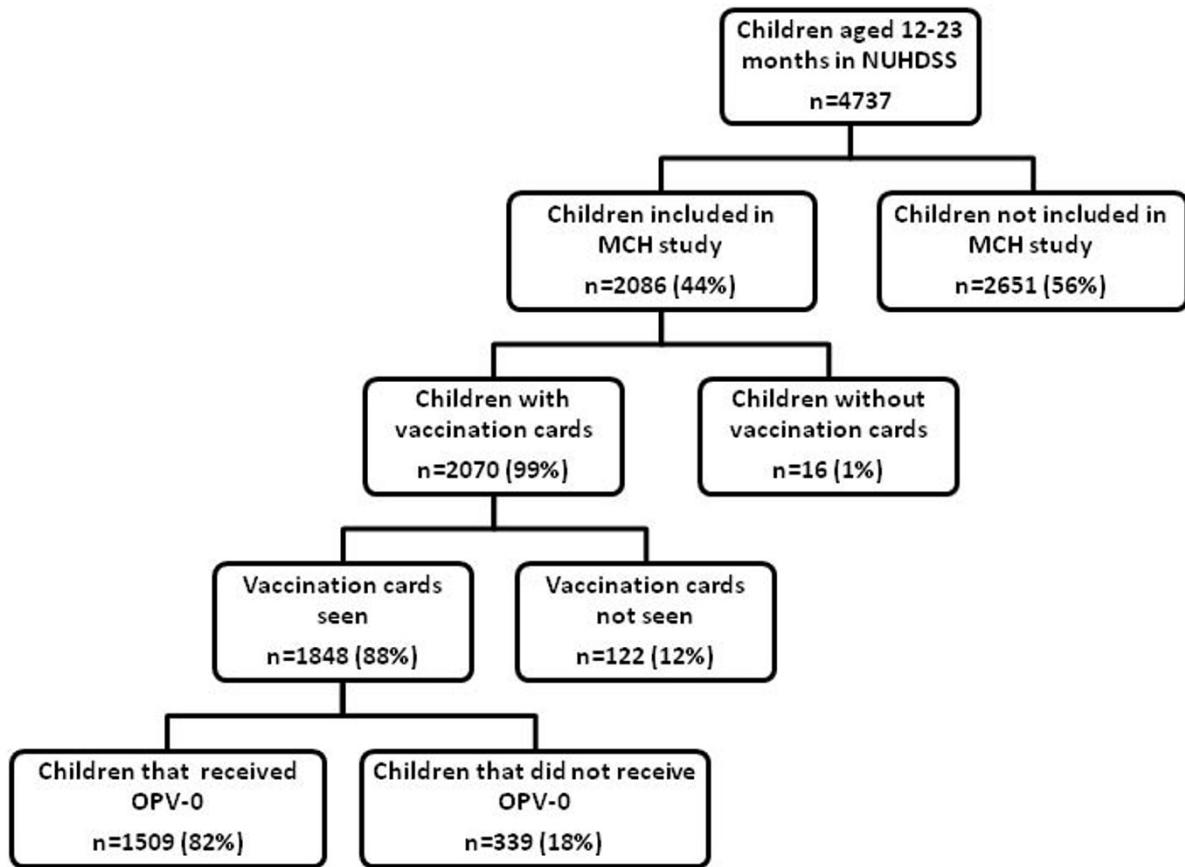 Children aged 12-23
months in NUHDSS
n=4737
Children included in
MCH study
n=2086 (44%)
Children not included in
MCH study
n=2651 (56%)
Children with
vaccination cards
n=2070 (99%)
Children without
vaccination cards
n=16 (1%)
Vaccination cards
seen
n=1848 (88%)
Vaccination cards
not seen
n=122 (12%)
Children that received
OPV-0
n=1509 (82%)
Children that did not receive
OPV-0
n=339 (18%)